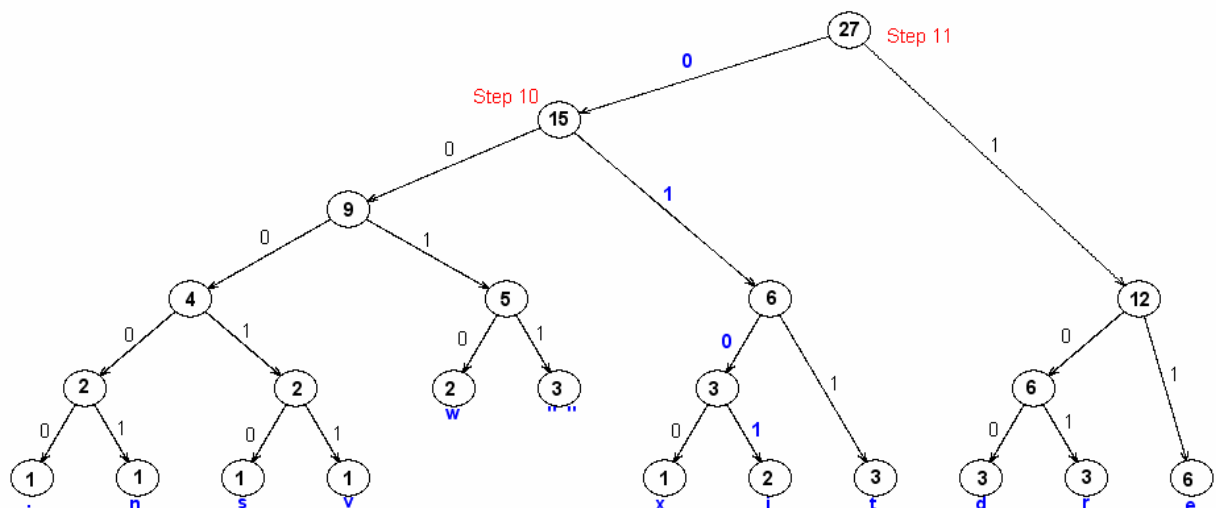 27 Step 11
0
Step 10
15
0 1 1
9
0 1
4 5 6 12
0 1 0 1 0 1 0 1
2 2 2 3 3 6
w " "
0 1 0 1 0 1 0 1
1 1 1 1 1 2 3 3 3 6
. n s v x i t d r e